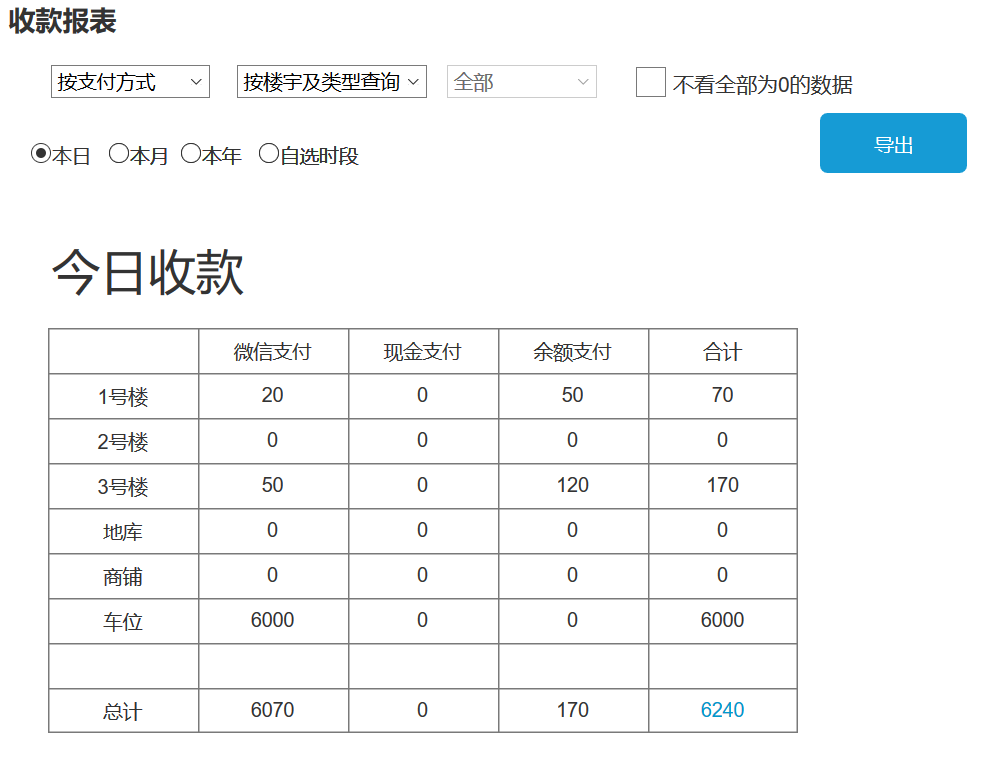 收款报表
按支付方式 按楼宇及类型查询 全部 不看全部为0的数据
本日 本月 本年 自选时段 导出
今日收款
微信支付 现金支付 余额支付 合计
1号楼 20 0 50 70
2号楼 0 0 0 0
3号楼 50 0 120 170
地库 0 0 0 0
商铺 0 0 0 0
车位 6000 0 0 6000
总计 6070 0 170 6240